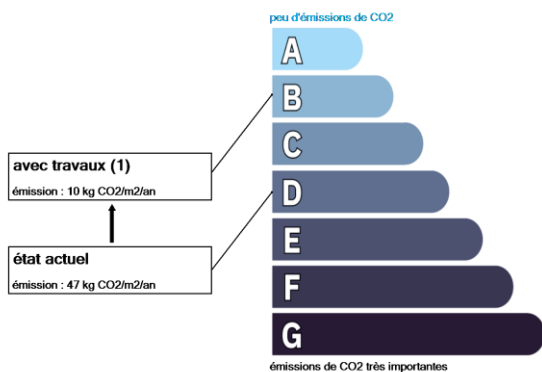 peu d'émissions de CO2
A
B
C
D
E
F
G
émissions de CO2 très importantes
avec travaux (1)
émission : 10 kg CO2/m2/an
état actuel
émission : 47 kg CO2/m2/an